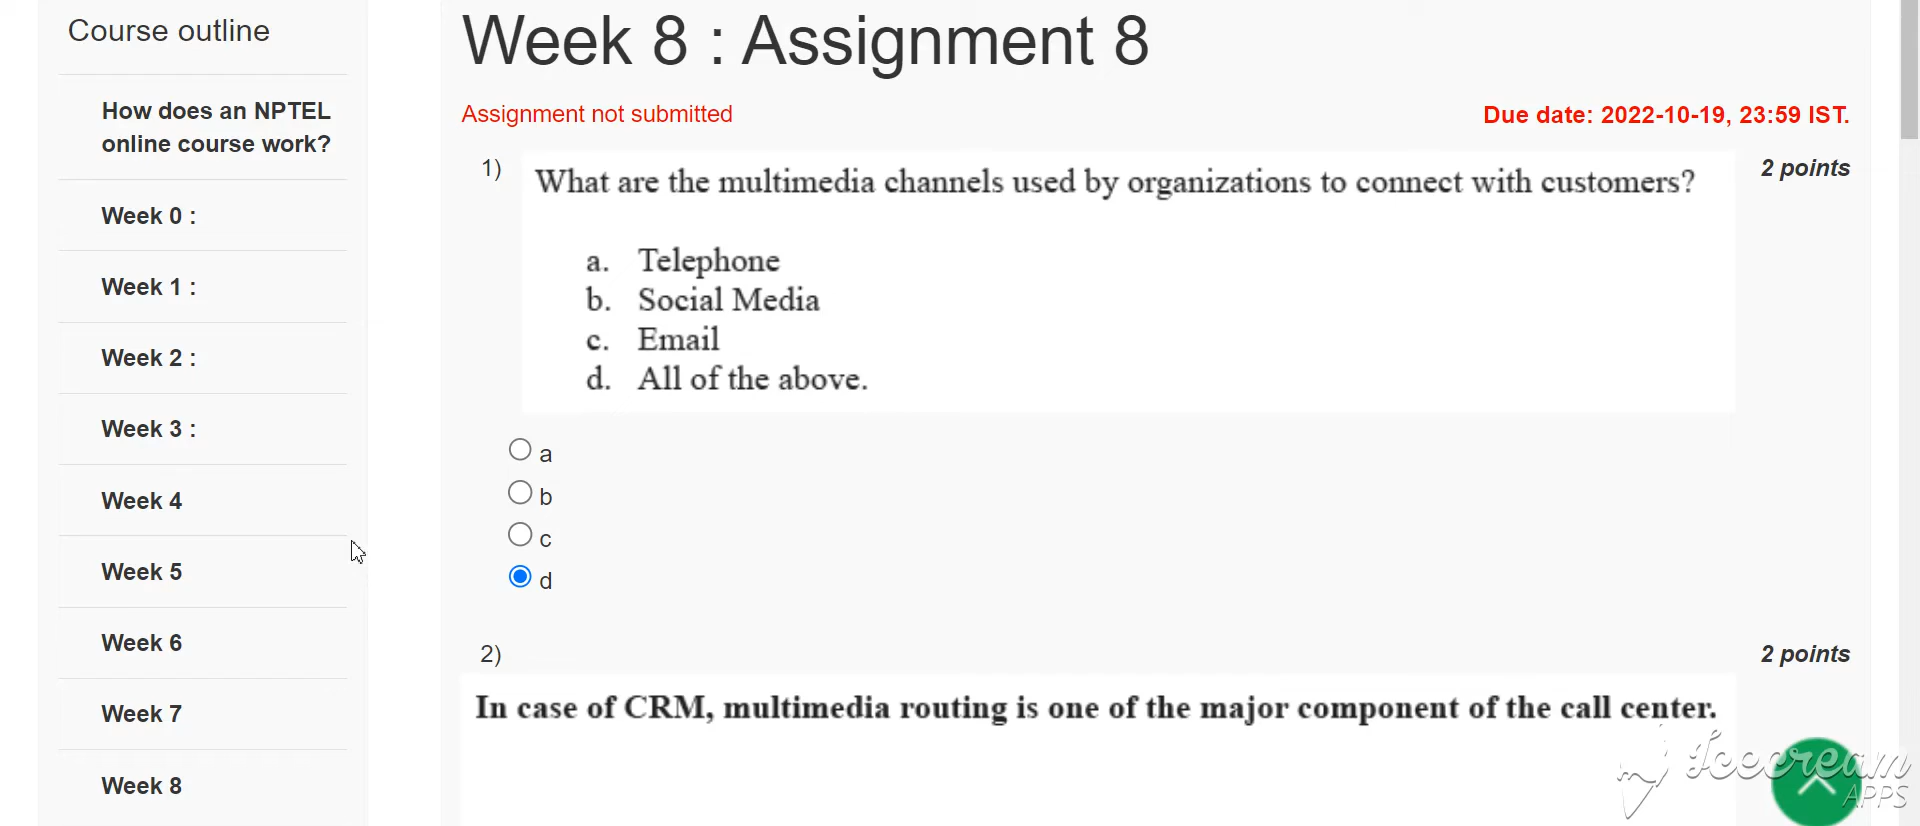 Course outline
How does an NPTEL
online course work?
Week 0 :
Week 1 :
Week 2 :
Week 3 :
Week 4
Week 5
Week 6
Week 7
Week 8
Week 8 : Assignment 8
Assignment not submitted
Due date: 2022-10-19, 23:59 IST.
1)
2 points
What are the multimedia channels used by organizations to connect with customers?
a. Telephone
b. Social Media
c. Email
d. All of the above.
a
b
c
d
2)
2 points
In case of CRM, multimedia routing is one of the major component of the call center.
Icecream
APPS